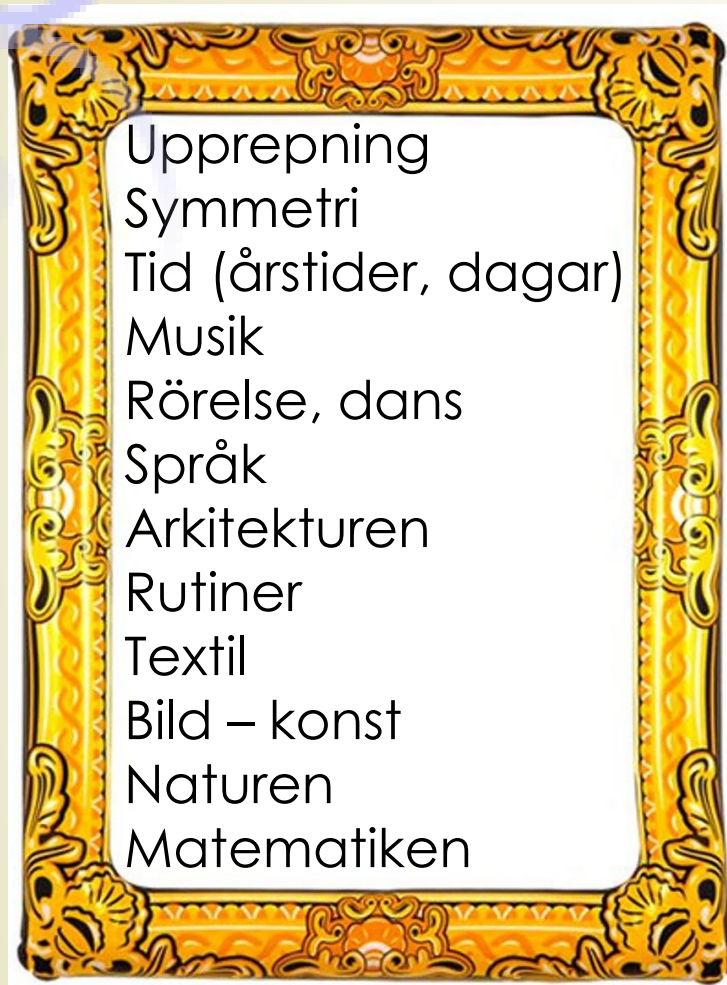 Upprepning
Symmetri
Tid (årstider, dagar)
Musik
Rörelse, dans
Språk
Arkitekturen
Rutiner
Textil
Bild – konst
Naturen
Matematiken